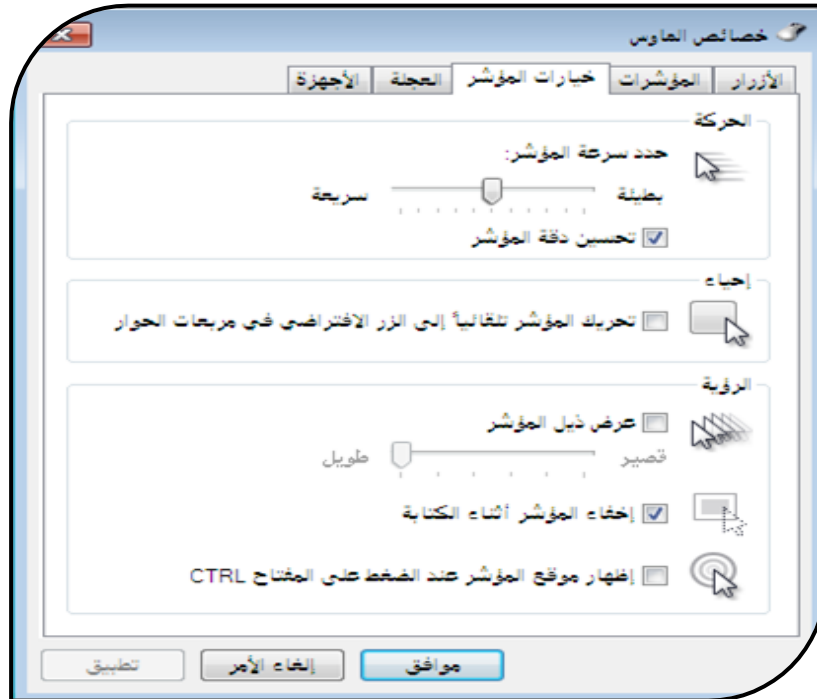 خصائص الماوس
الأزرار المؤشرات خيارات المؤشر العجلة الأجهزة
الحركة
حدد سرعة المؤشر:
بطيئة سريعة
تحسين دقة المؤشر
إحياء
تحريك المؤشر تلقائياً إلى الزر الافتراضي في مربعات الحوار
الرؤية
عرض ذيل المؤشر
قصير طويل
إخفاء المؤشر أثناء الكتابة
إظهار موقع المؤشر عند الضغط على المفتاح CTRL
موافق إلغاء الأمر تطبيق